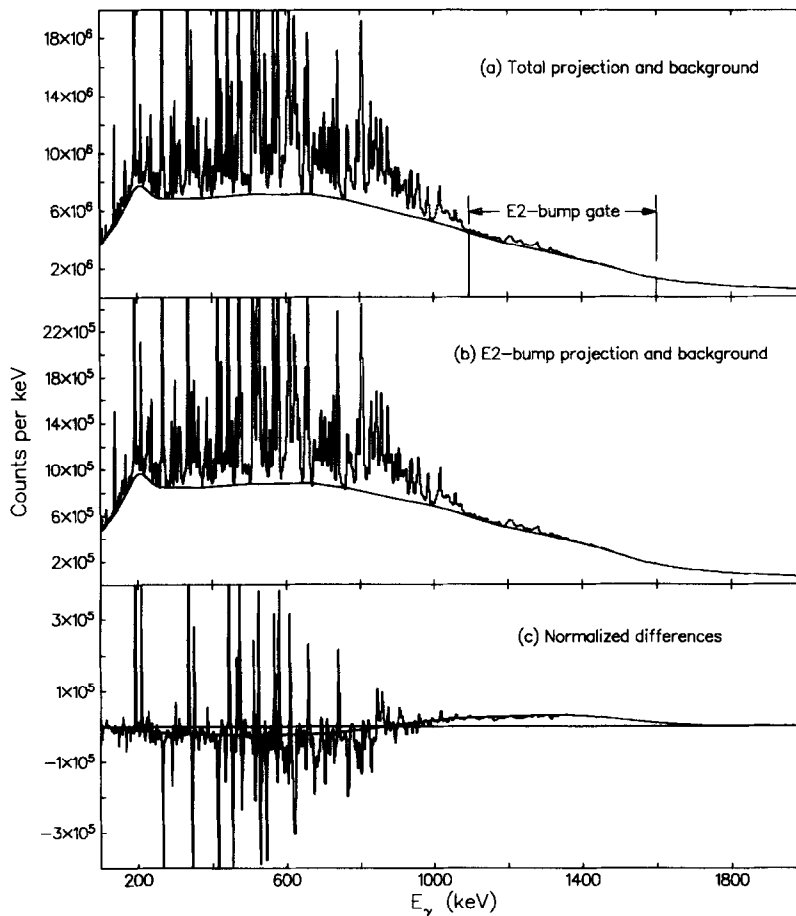 18×10⁶
(a) Total projection and background
14×10⁶
10×10⁶
6×10⁶
E2−bump gate
2×10⁶
22×10⁵
(b) E2−bump projection and background
18×10⁵
14×10⁵
10×10⁵
6×10⁵
2×10⁵
Counts per keV
3×10⁵
(c) Normalized differences
1×10⁵
−1×10⁵
−3×10⁵
200 600 1000 1400 1800
Eγ (keV)